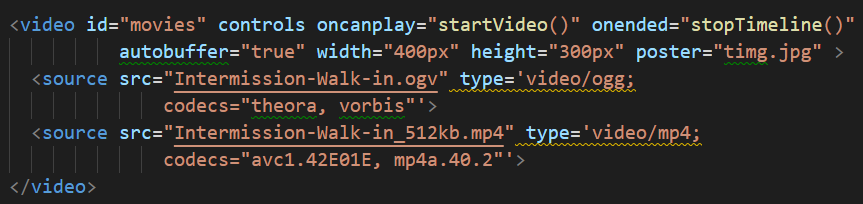 <video id="movies" controls oncanplay="startVideo()" onended="stopTimeline()"
autobuffer="true" width="400px" height="300px" poster="timg.jpg" >
<source src="Intermission-Walk-in.ogv" type='video/ogg;
codecs="theora, vorbis"'>
<source src="Intermission-Walk-in_512kb.mp4" type='video/mp4;
codecs="avc1.42E01E, mp4a.40.2"'>
</video>